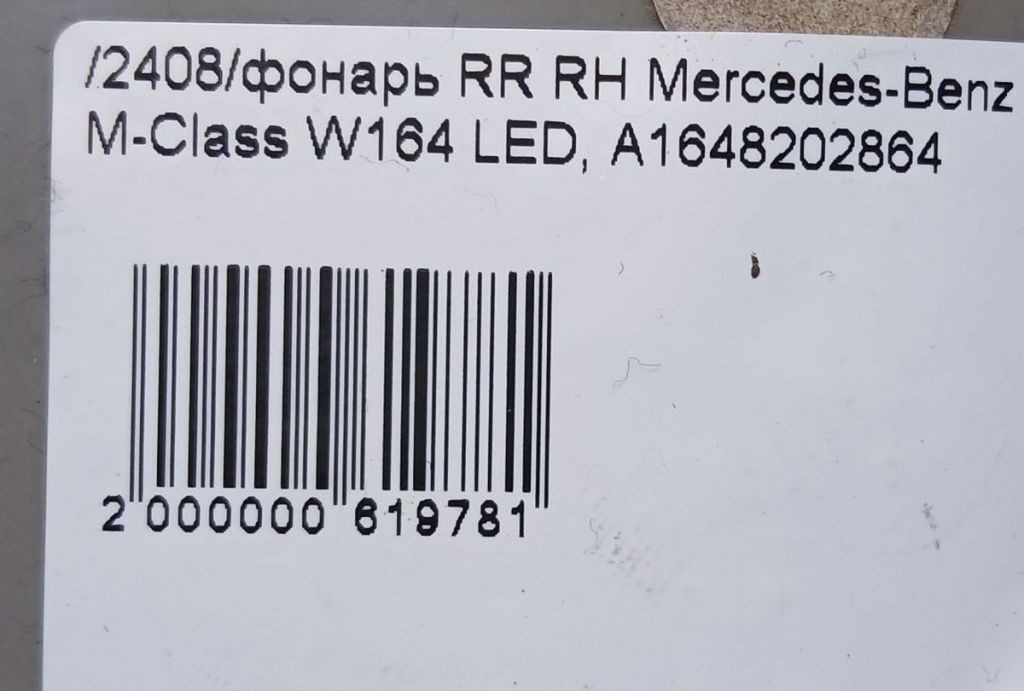 /2408/фонарь RR RH Mercedes-Benz
M-Class W164 LED, A1648202864
2 000000 619781